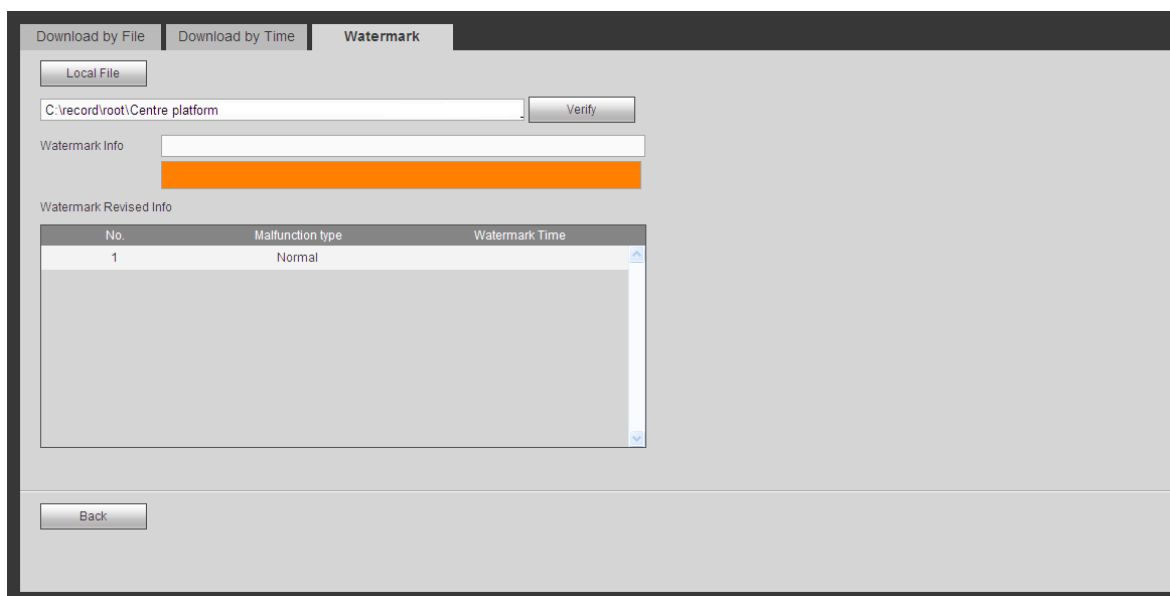 Download by File Download by Time Watermark
Local File
C:\record\root\Centre platform Verify
Watermark Info
Watermark Revised Info
No. Malfunction type Watermark Time
1 Normal
Back